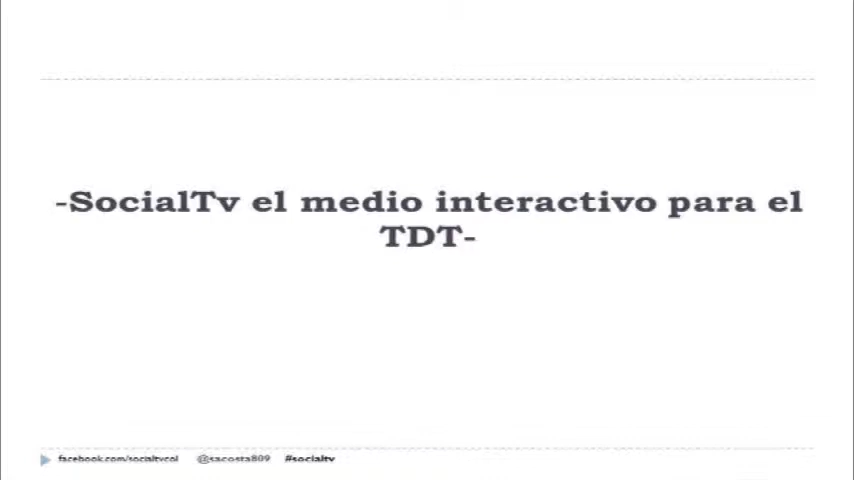 -SocialTv el medio interactivo para el
TDT-
facebook.com/socialtvcol @sacosta809 #socialtv